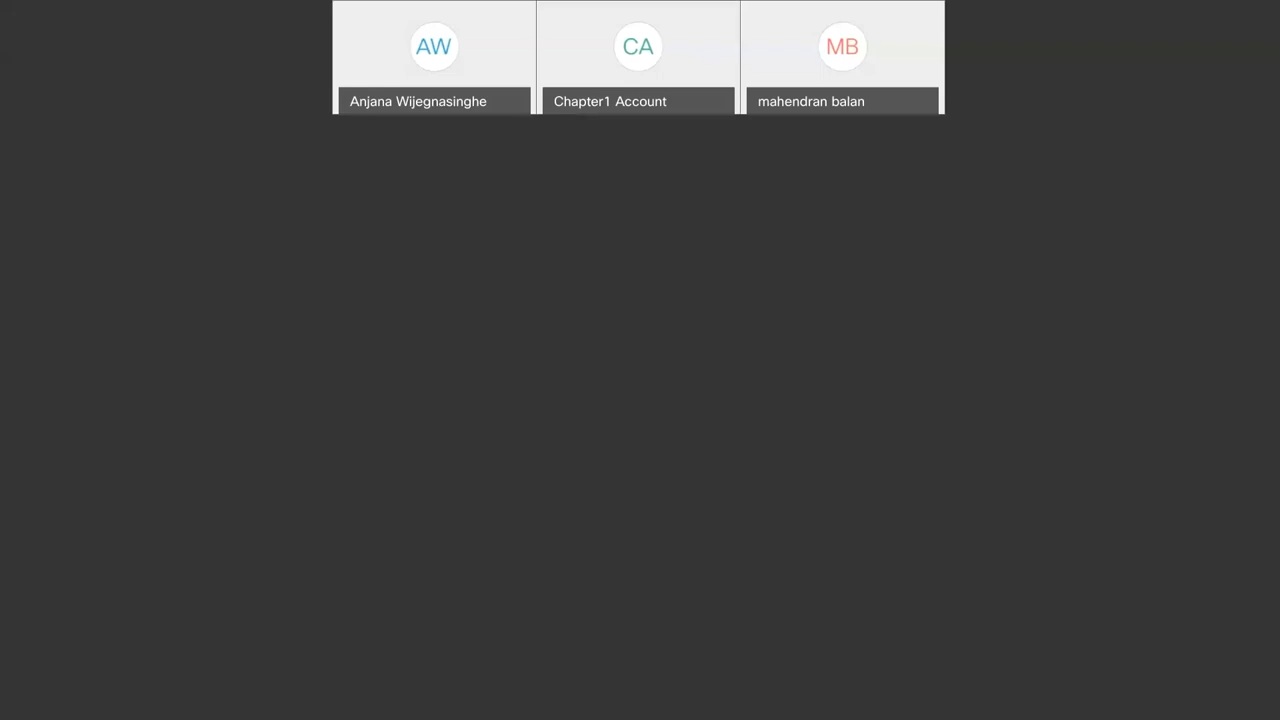 AW
CA
MB
Anjana Wijegnasinghe
Chapter1 Account
mahendran balan